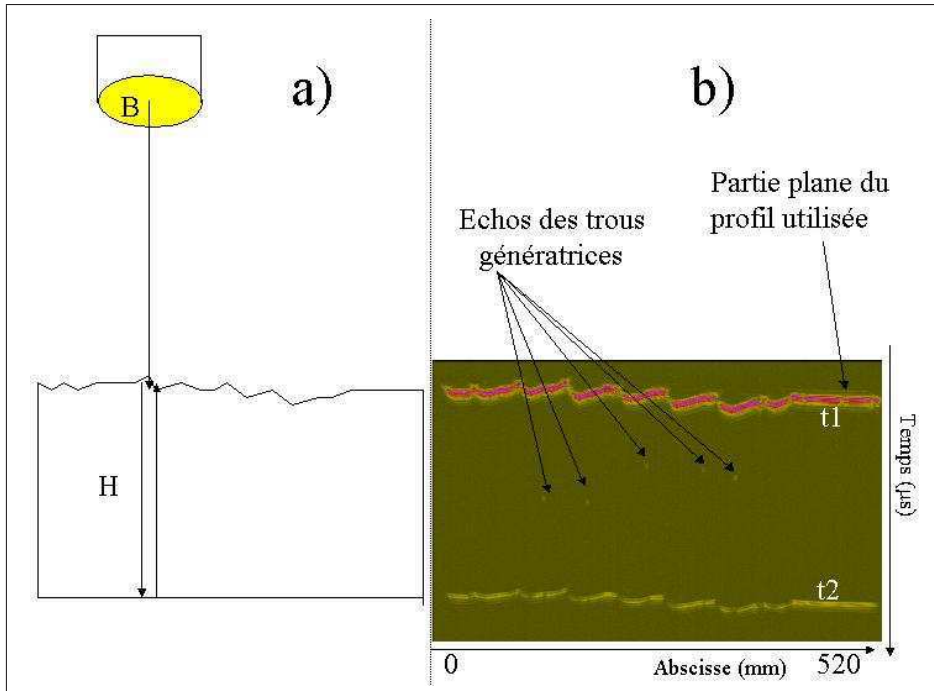 a)
B
H
b)
Echos des trous
génératrices
Partie plane du
profil utilisée
t1
t2
Temps (µs)
0
Abscisse (mm)
520